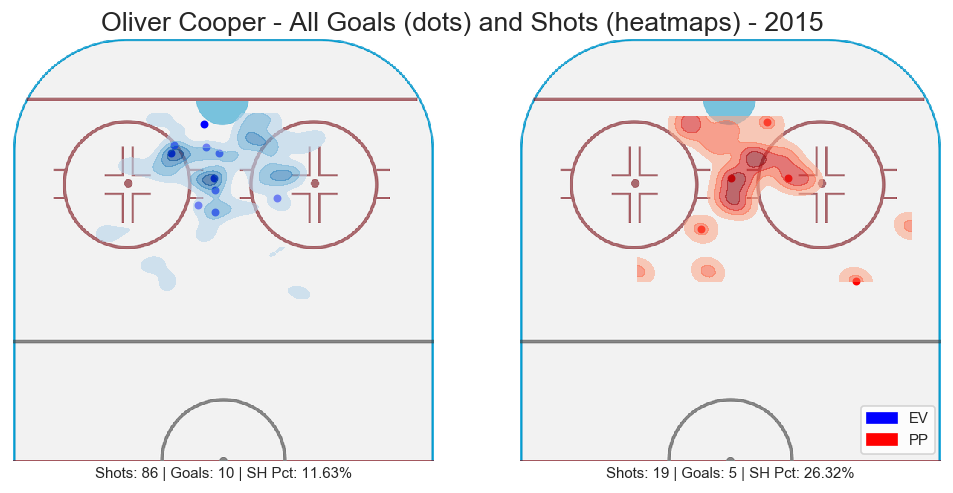 Oliver Cooper - All Goals (dots) and Shots (heatmaps) - 2015
EV
PP
Shots: 86 | Goals: 10 | SH Pct: 11.63%
Shots: 19 | Goals: 5 | SH Pct: 26.32%